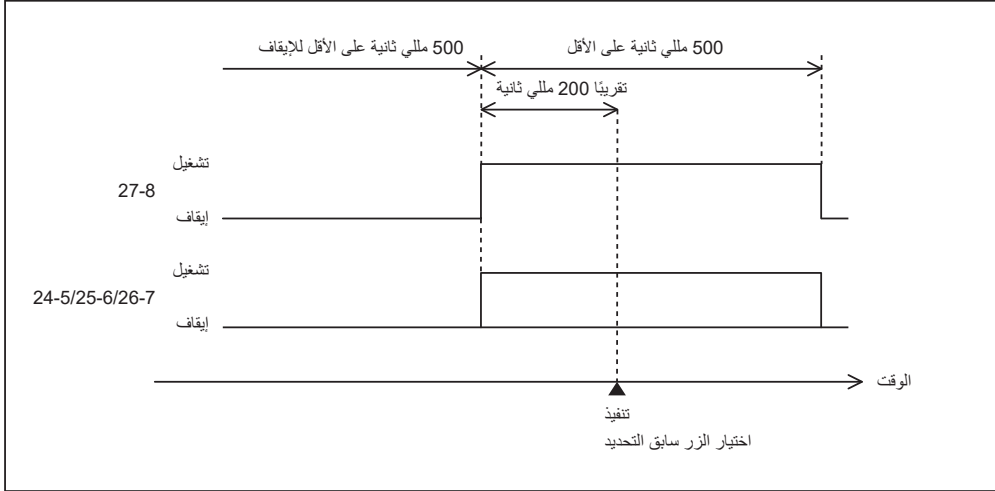 500 مللي ثانية على الأقل
500 مللي ثانية على الأقل للإيقاف
تقريبًا 200 مللي ثانية
تشغيل
27-8
إيقاف
تشغيل
24-5/25-6/26-7
إيقاف
الوقت
تنفيذ
اختيار الزر سابق التحديد